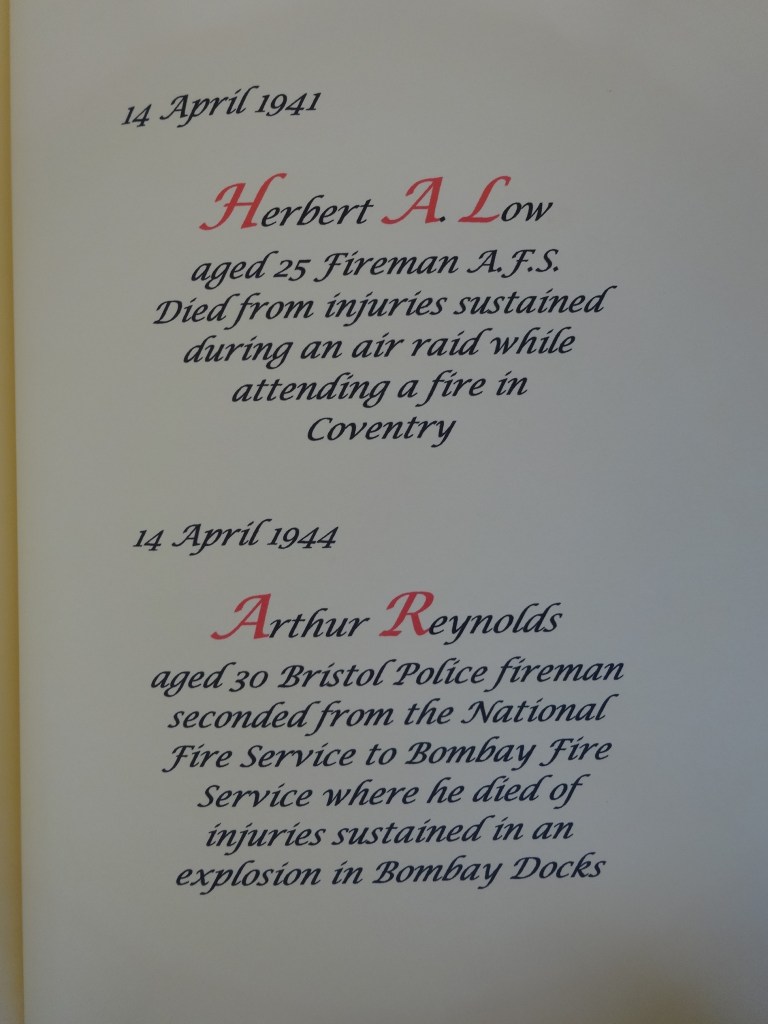 14 April 1941
Herbert A. Low
aged 25 Fireman A.F.S.
Died from injuries sustained
during an air raid while
attending a fire in
Coventry
14 April 1944
Arthur Reynolds
aged 30 Bristol Police fireman
seconded from the National
Fire Service to Bombay Fire
Service where he died of
injuries sustained in an
explosion in Bombay Docks